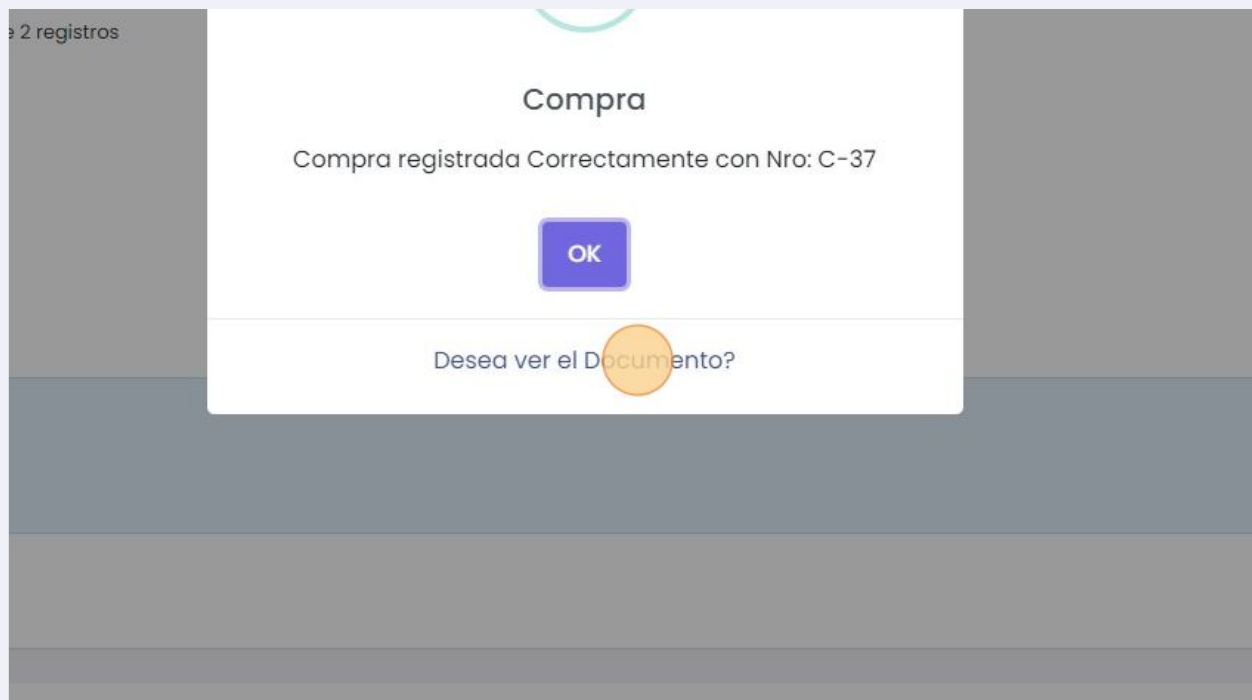 2 registros
Compra
Compra registrada Correctamente con Nro: C-37
OK
Desea ver el Documento?